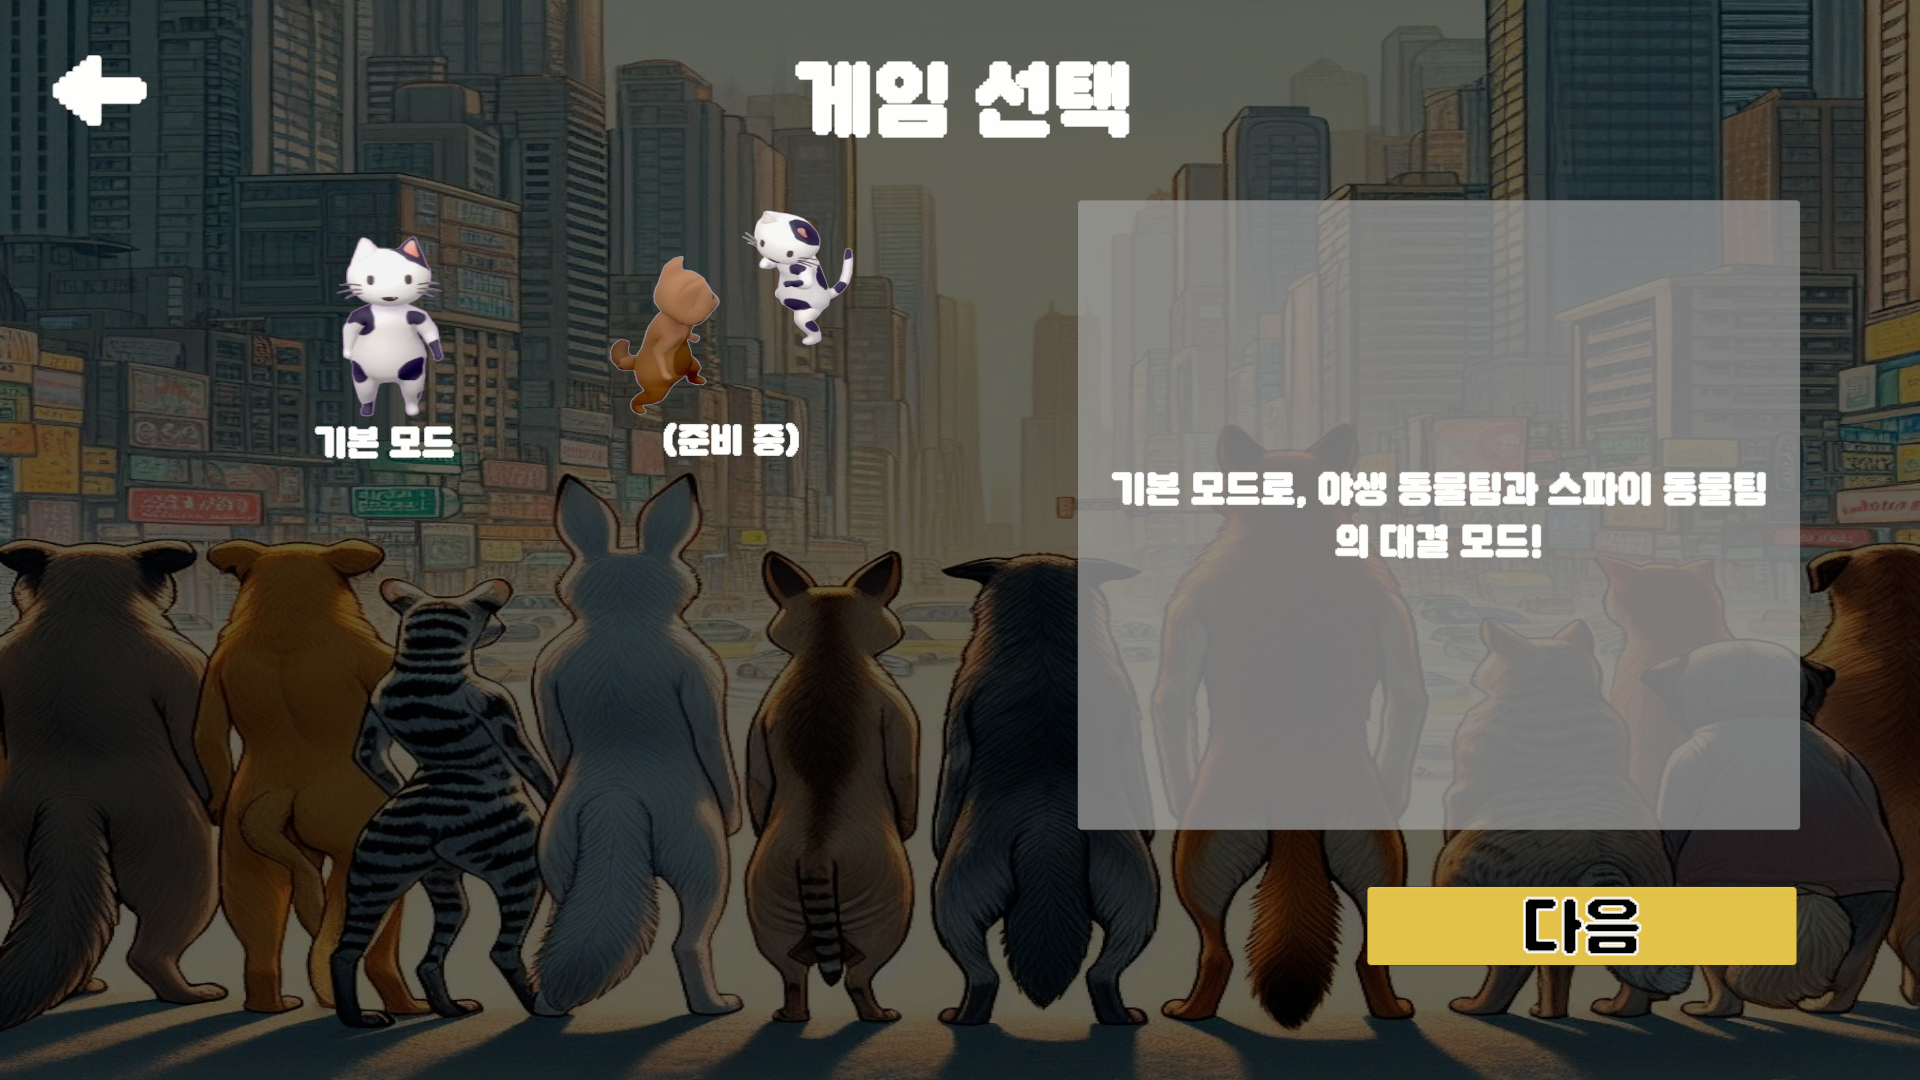 게임 선택
기본 모드
(준비 중)
기본 모드로, 야생 동물팀과 스파이 동물팀
의 대결 모드!
다음